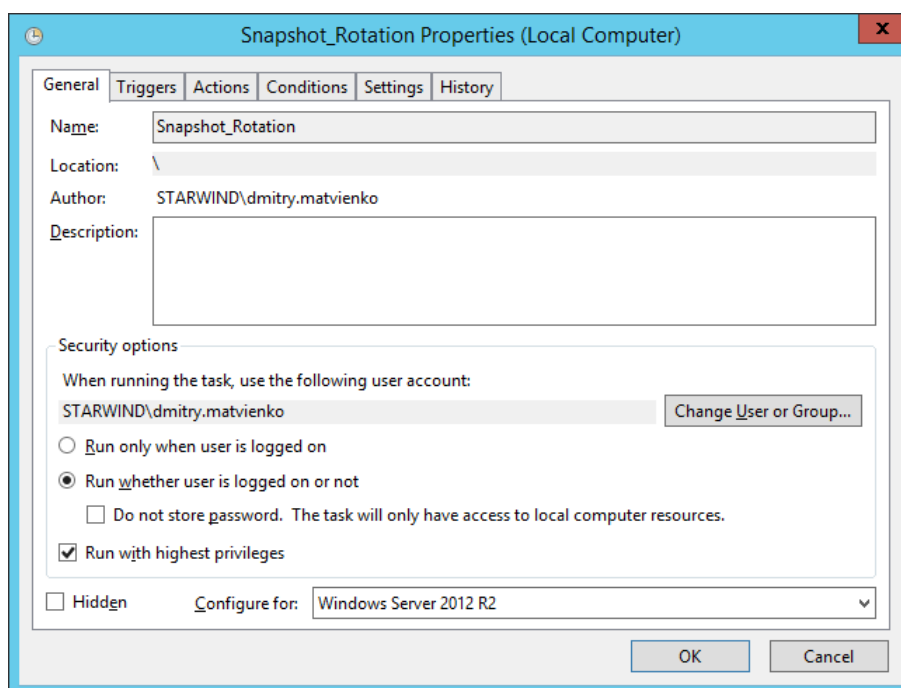 Snapshot_Rotation Properties (Local Computer)
x
General Triggers Actions Conditions Settings History
Name: Snapshot_Rotation
Location: \
Author: STARWIND\dmitry.matvienko
Description:
Security options
When running the task, use the following user account:
STARWIND\dmitry.matvienko Change User or Group...
Run only when user is logged on
Run whether user is logged on or not
Do not store password. The task will only have access to local computer resources.
Run with highest privileges
Hidden Configure for: Windows Server 2012 R2
OK Cancel